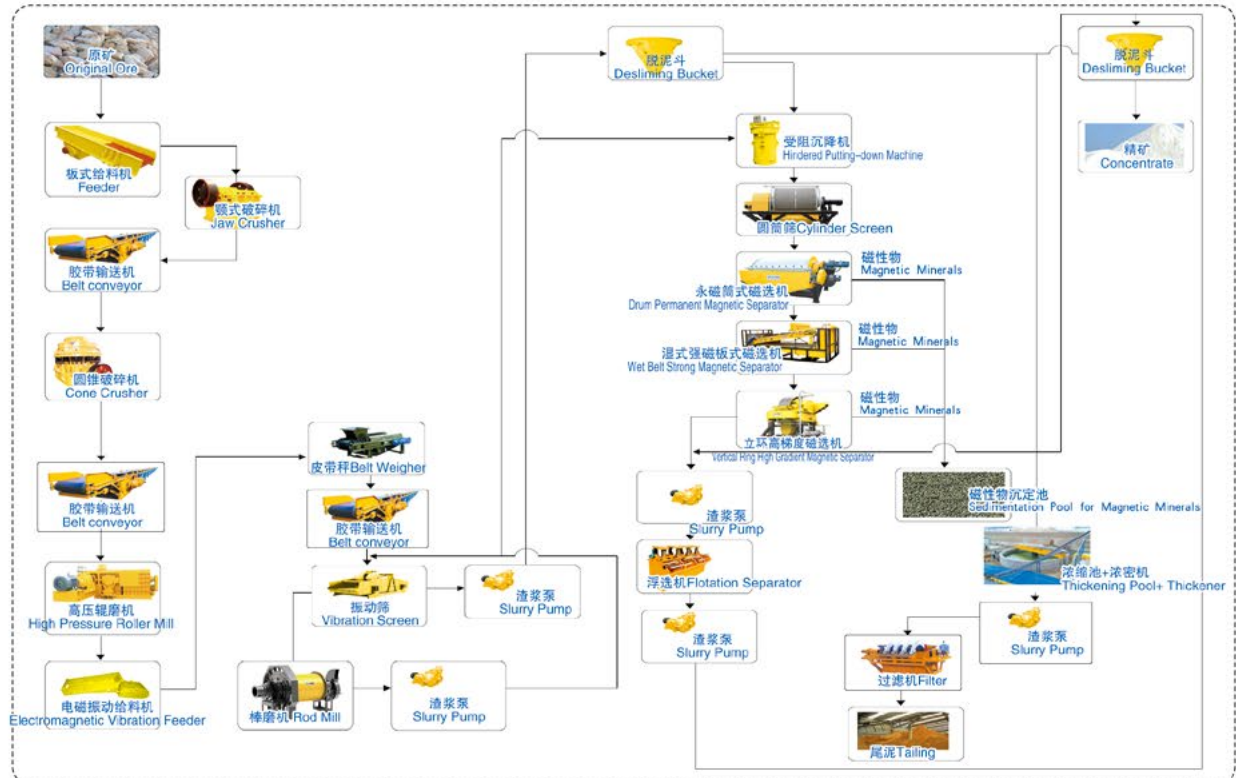 原矿
Original Ore
板式给料机
Feeder
颚式破碎机
Jaw Crusher
胶带输送机
Belt conveyor
圆锥破碎机
Cone Crusher
胶带输送机
Belt conveyor
高压辊磨机
High Pressure Roller Mill
电磁振动给料机
Electromagnetic Vibration Feeder
皮带秤Belt Weigher
胶带输送机
Belt conveyor
振动筛
Vibration Screen
渣浆泵
Slurry Pump
棒磨机 Rod Mill
渣浆泵
Slurry Pump
脱泥斗
Desliming Bucket
受阻沉降机
Hindered Putting-down Machine
圆筒筛Cylinder Screen
永磁筒式磁选机
Drum Permanent Magnetic Separator
磁性物
Magnetic Minerals
湿式强磁板式磁选机
Wet Belt Strong Magnetic Separator
磁性物
Magnetic Minerals
立环高梯度磁选机
Vertical Ring High Gradient Magnetic Separator
磁性物
Magnetic Minerals
磁性物沉定池
Sedimentation Pool for Magnetic Minerals
渣浆泵
Slurry Pump
浮选机Flotation Separator
渣浆泵
Slurry Pump
脱泥斗
Desliming Bucket
精矿
Concentrate
浓缩池+浓密机
Thickening Pool+ Thickener
渣浆泵
Slurry Pump
过滤机Filter
尾泥Tailing